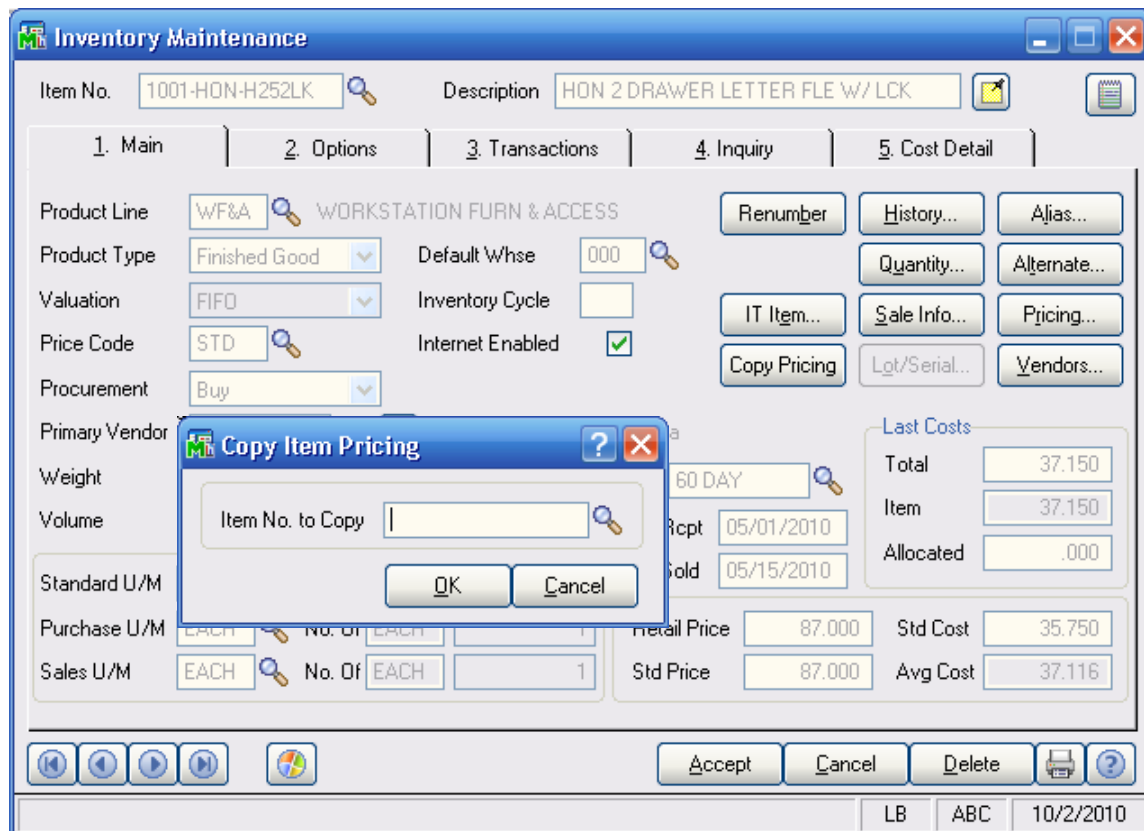 Inventory Maintenance
Item No. 1001-HON-H252LK Description HON 2 DRAWER LETTER FLE W/ LCK
1. Main 2. Options 3. Transactions 4. Inquiry 5. Cost Detail
Product Line WF&A WORKSTATION FURN & ACCESS Renumber History... Alias...
Product Type Finished Good Default Whse 000 Quantity... Alternate...
Valuation FIFO Inventory Cycle IT Item... Sale Info... Pricing...
Price Code STD Internet Enabled Copy Pricing Lot/Serial... Vendors...
Procurement Buy
Primary Vendor Last Costs
Copy Item Pricing
Weight 60 DAY Total 37.150
Volume Item No. to Copy Rcpt 05/01/2010 Item 37.150
Sold 05/15/2010 Allocated .000
Standard U/M OK Cancel
Purchase U/M EACH No. Of EACH 1 Retail Price 87.000 Std Cost 35.750
Sales U/M EACH No. Of EACH 1 Std Price 87.000 Avg Cost 37.116
Accept Cancel Delete
LB ABC 10/2/2010